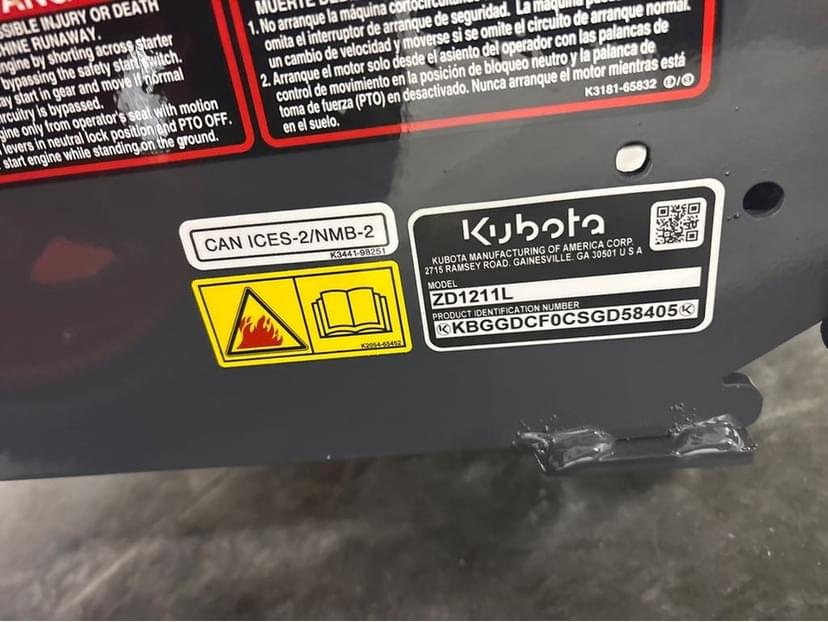 SSIBLE INJURY OR DEATH
HINE RUNAWAY.
ngine by shorting across starter
bypassing the safety start switch.
ay start in gear and move if normal
ircuitry is bypassed.
gine only from operator's seat with motion
levers in neutral lock position and PTO OFF.
start engine while standing on the ground.
1. No arranque la máquina cortocircuitan
omita el interruptor de arranque de seguridad. La máquina
un cambio de velocidad y moverse si se omite el circuito de arranque normal.
2. Arranque el motor solo desde el asiento del operador con las palancas de
control de movimiento en la posición de bloqueo neutro y la palanca de
toma de fuerza (PTO) en desactivado. Nunca arranque el motor mientras está
en el suelo.
K3181-65832 E/S
CAN ICES-2/NMB-2
K3441-98251
K2054-65452
Kubota
KUBOTA MANUFACTURING OF AMERICA CORP.
2715 RAMSEY ROAD. GAINESVILLE. GA 30501 U S A
MODEL
ZD1211L
PRODUCT IDENTIFICATION NUMBER
KBGGDCF0CSGD58405